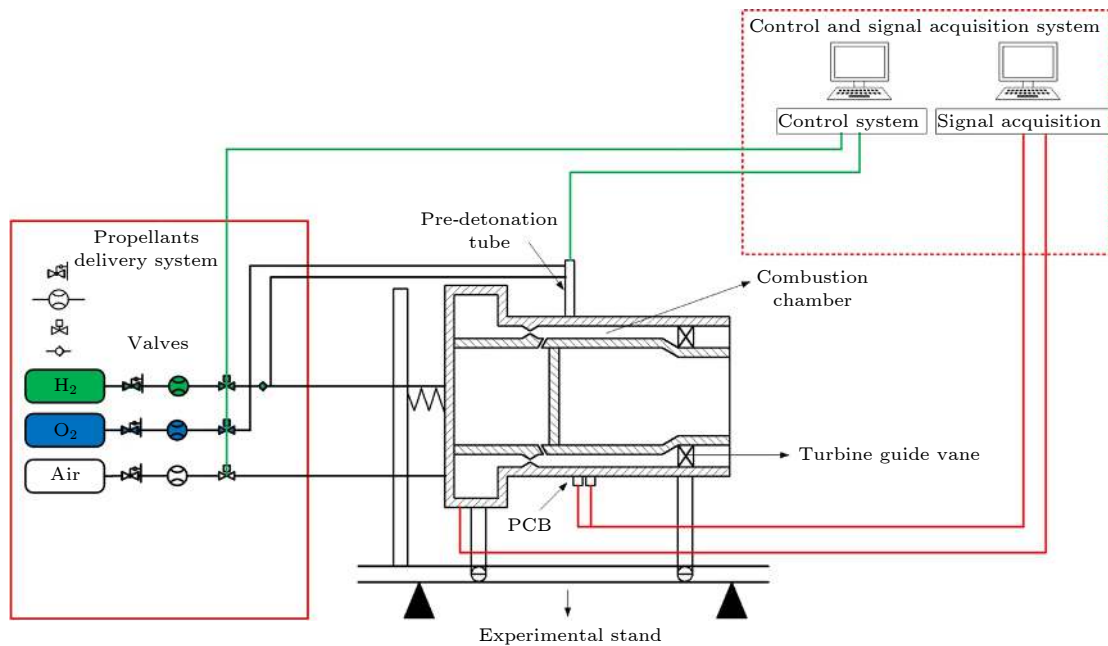 Control and signal acquisition system
Control system
Signal acquisition
Pre-detonation
tube
Propellants
delivery system
Combustion
chamber
Valves
H₂
O₂
Air
Turbine guide vane
PCB
Experimental stand